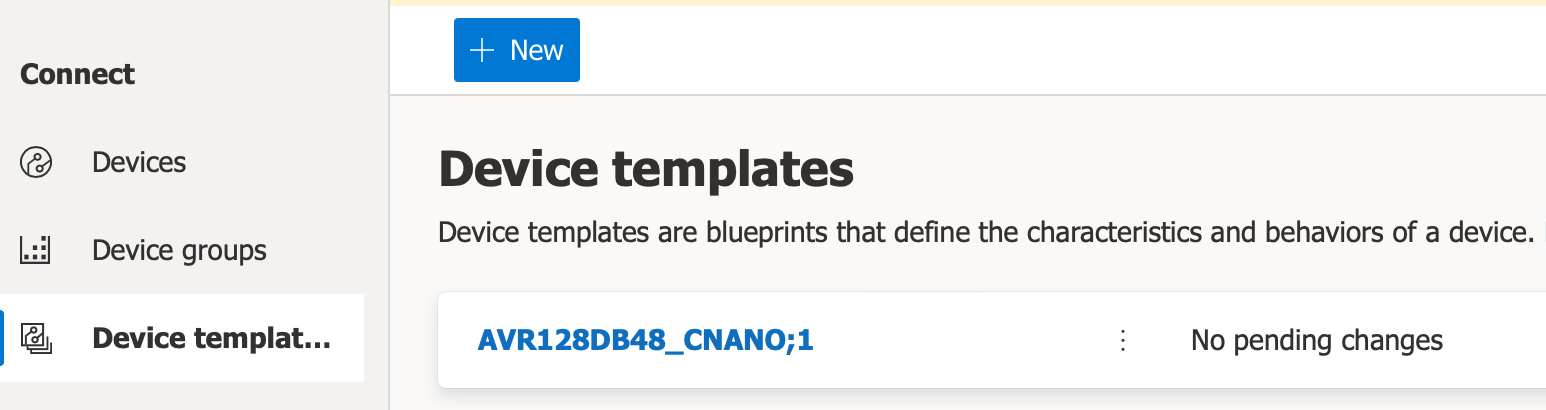 Connect
Devices
Device groups
Device templat...
New
Device templates
Device templates are blueprints that define the characteristics and behaviors of a device.
AVR128DB48_CNANO;1
No pending changes